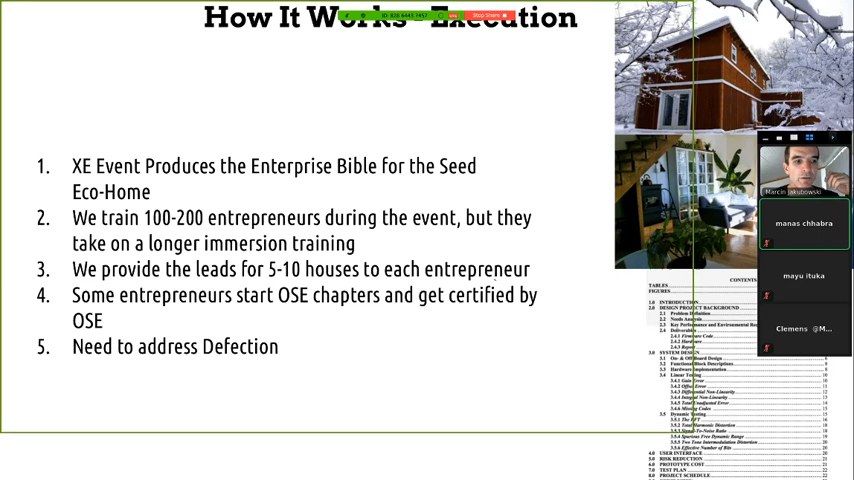 How It Works - Execution
ID: 828 8443 7457
Stop Share
1. XE Event Produces the Enterprise Bible for the Seed
Eco-Home
2. We train 100-200 entrepreneurs during the event, but they
take on a longer immersion training
3. We provide the leads for 5-10 houses to each entrepreneur
4. Some entrepreneurs start OSE chapters and get certified by
OSE
5. Need to address Defection
Marcin Jakubowski
manas chhabra
mayu ituka
Clemens @M...
CONTENTS
TABLES
FIGURES
1.0 INTRODUCTION
2.0 DESIGN PROJECT BACKGROUND
2.1 Problem Definition
2.2 Needs Analysis
2.3 Key Performance and Environmental Req
2.4 Deliverables
2.4.1 Firmware Code
2.4.2 Hardware
2.4.3 Report
3.0 SYSTEM DESIGN
3.1 On- & Off-Board Design
3.2 Functional Block Descriptions
3.3 Hardware Implementation
3.4 Linear Testing
3.4.1 Gain Error
3.4.2 Offset Error
3.4.3 Differential Non-Linearity
3.4.4 Integral Non-Linearity
3.4.5 Total Unadjusted Error
3.4.6 Missing Codes
3.5 Dynamic Testing
3.5.1 The FFT
3.5.2 Total Harmonic Distortion
3.5.3 Signal-To-Noise Ratio
3.5.4 Spurious Free Dynamic Range
3.5.5 Two Tone Intermodulation Distortion
3.5.6 Effective Number of Bits
4.0 USER INTERFACE
5.0 RISK REDUCTION
6.0 PROTOTYPE COST
7.0 TEST PLAN
8.0 PROJECT SCHEDULE